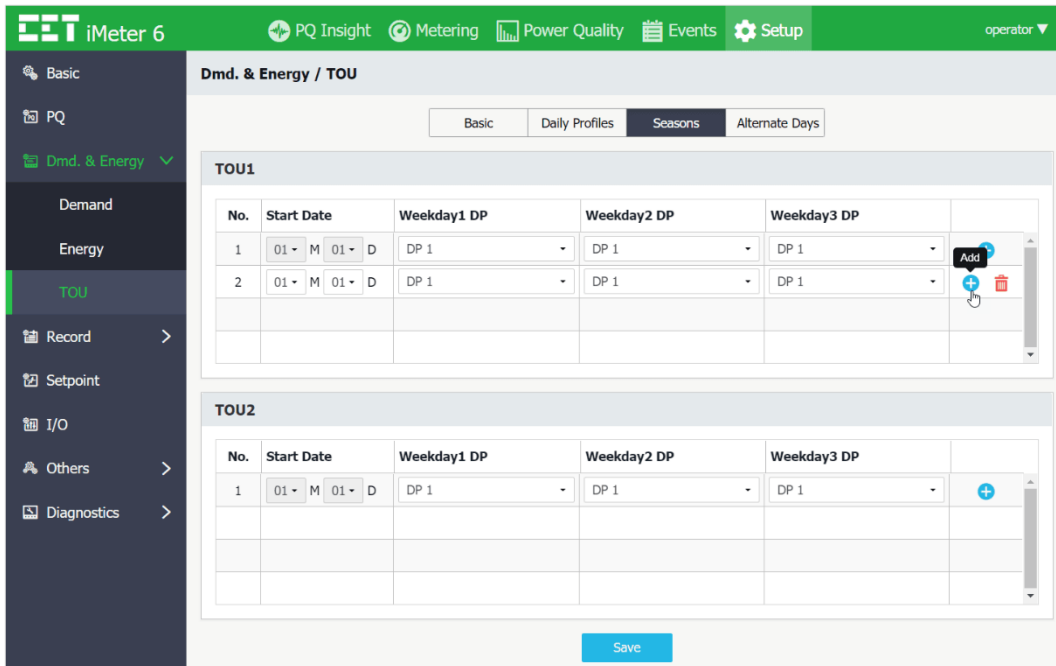 CET iMeter 6 PQ Insight Metering Power Quality Events Setup operator ▼
Basic
PQ
Dmd. & Energy
Demand
Energy
TOU
Record
Setpoint
I/O
Others
Diagnostics
Dmd. & Energy / TOU
Basic Daily Profiles Seasons Alternate Days
TOU1
No. Start Date Weekday1 DP Weekday2 DP Weekday3 DP
1 01 M 01 D DP 1 DP 1 DP 1
Add
2 01 M 01 D DP 1 DP 1 DP 1
TOU2
No. Start Date Weekday1 DP Weekday2 DP Weekday3 DP
1 01 M 01 D DP 1 DP 1 DP 1
Save